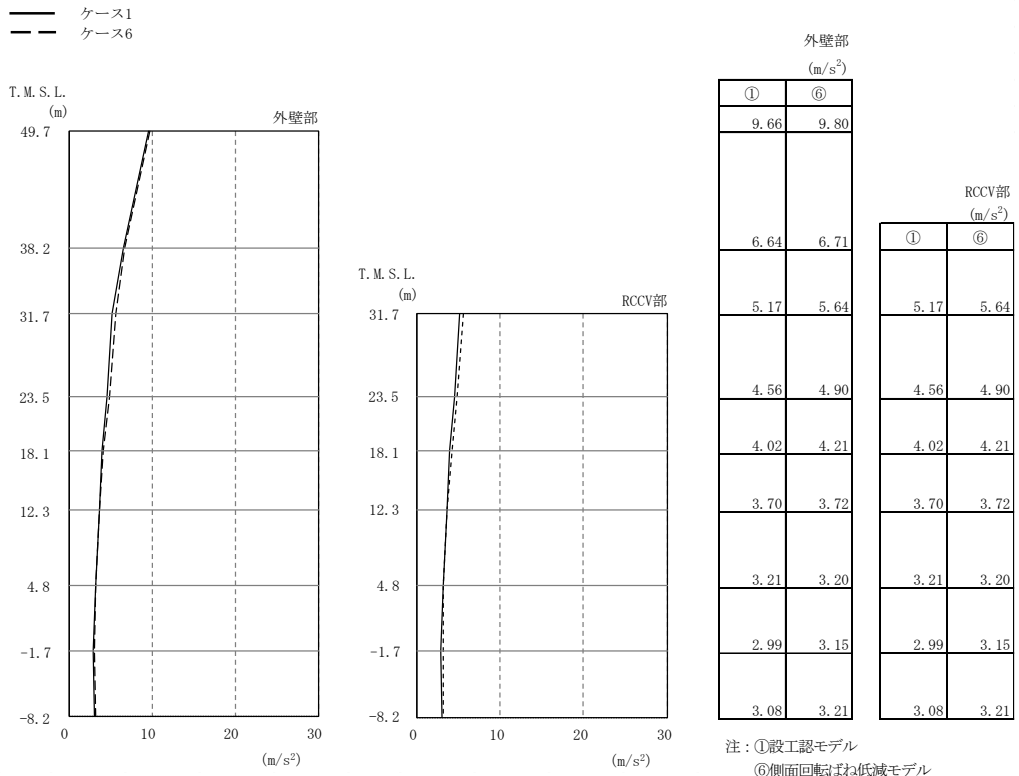 ケース1
ケース6
T.M.S.L.
(m)
外壁部
49.7
38.2
31.7
23.5
18.1
12.3
4.8
-1.7
-8.2
0 10 20 30
(m/s²)
T.M.S.L.
(m)
RCCV部
31.7
23.5
18.1
12.3
4.8
-1.7
-8.2
0 10 20 30
(m/s²)
外壁部
(m/s²)
① ⑥
9.66 9.80
6.64 6.71
5.17 5.64
4.56 4.90
4.02 4.21
3.70 3.72
3.21 3.20
2.99 3.15
3.08 3.21
RCCV部
(m/s²)
① ⑥
5.17 5.64
4.56 4.90
4.02 4.21
3.70 3.72
3.21 3.20
2.99 3.15
3.08 3.21
注：①設工認モデル
⑥側面回転ばね低減モデル